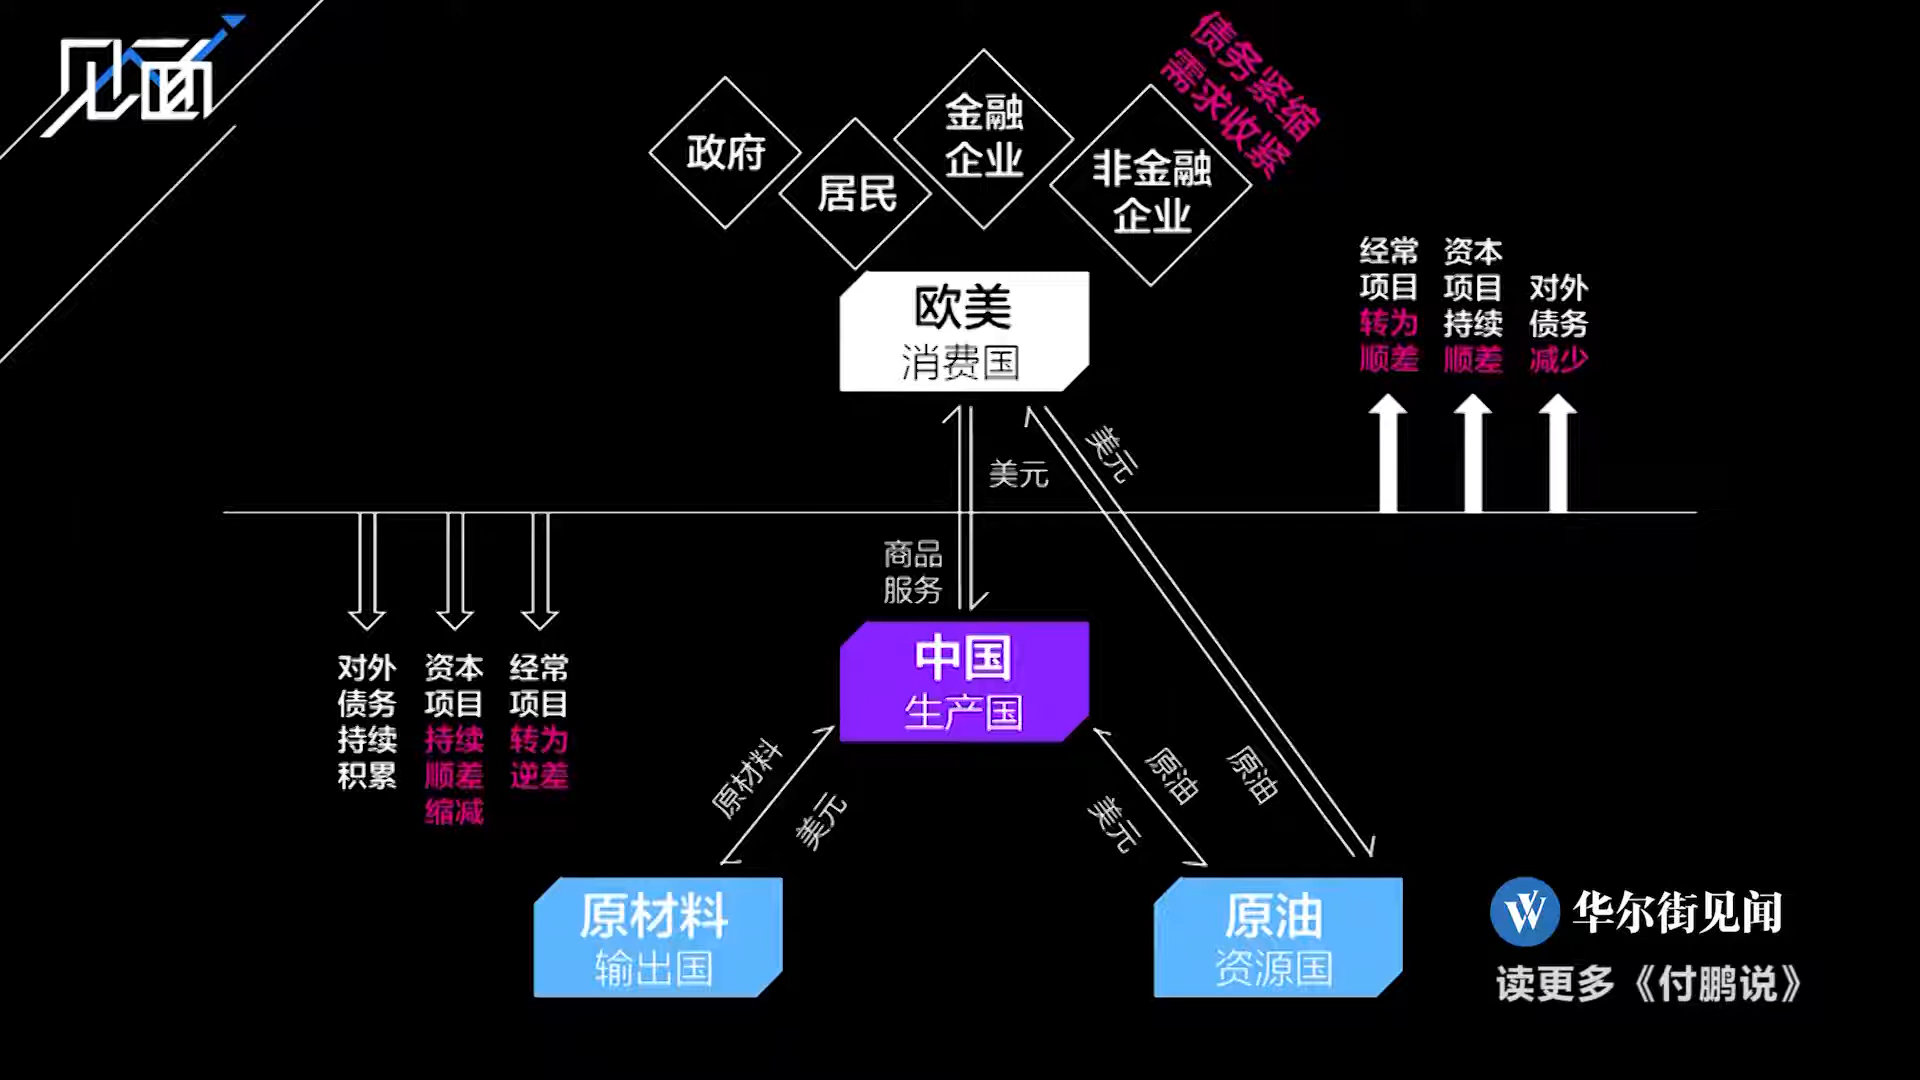 见面
债务紧缩
需求收紧
政府
居民
金融
企业
非金融
企业
欧美
消费国
经常
项目
转为
顺差
资本
项目
持续
顺差
对外
债务
减少
美元
美元
商品
服务
对外
债务
持续
积累
资本
项目
持续
顺差
缩减
经常
项目
转为
逆差
中国
生产国
原材料
美元
原油
美元
原油
原材料
输出国
原油
资源国
W 华尔街见闻
读更多《付鹏说》